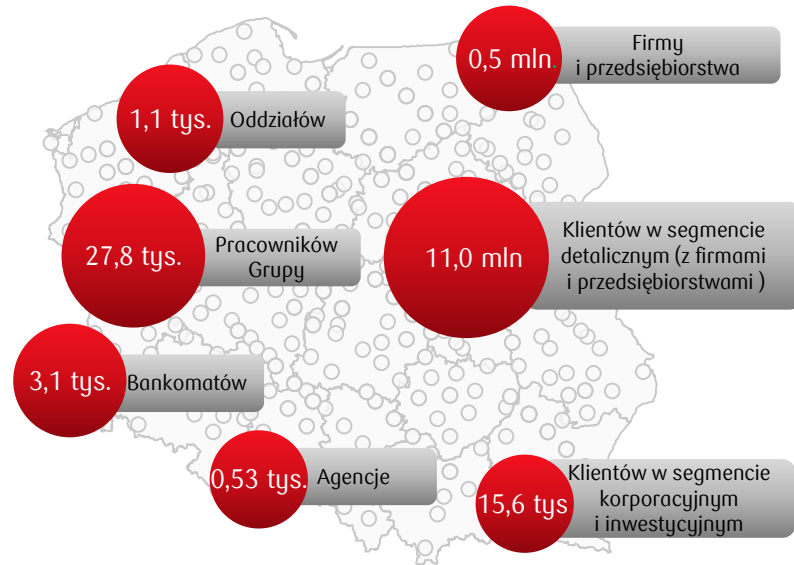 0,5 mln.
Firmy
i przedsiębiorstwa
1,1 tys.
Oddziałów
27,8 tys.
Pracowników
Grupy
11,0 mln
Klientów w segmencie
detalicznym (z firmami
i przedsiębiorstwami )
3,1 tys.
Bankomatów
0,53 tys.
Agencje
15,6 tys
Klientów w segmencie
korporacyjnym
i inwestycyjnym